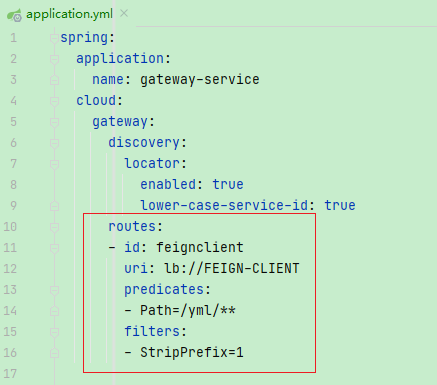 application.yml
1 spring:
2   application:
3     name: gateway-service
4   cloud:
5     gateway:
6       discovery:
7         locator:
8           enabled: true
9           lower-case-service-id: true
10       routes:
11       - id: feignclient
12         uri: lb://FEIGN-CLIENT
13         predicates:
14         - Path=/yml/**
15         filters:
16         - StripPrefix=1
17